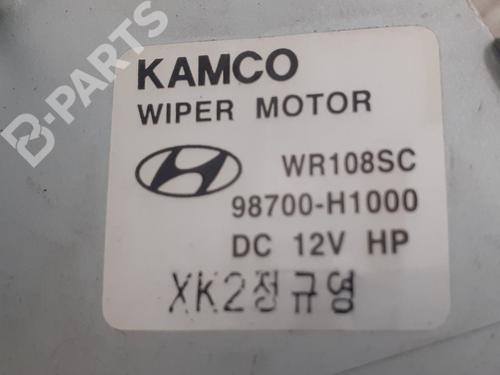 B-PARTS
KAMCO
WIPER MOTOR
WR108SC
98700-H1000
DC 12V HP
XK2정규영